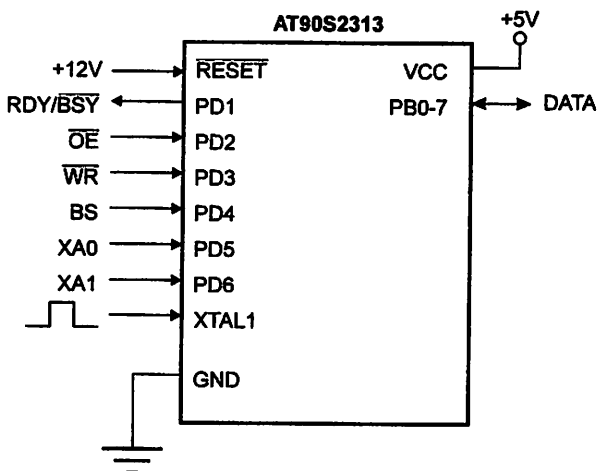 AT90S2313
+5V
+12V RESET VCC
RDY/BSY PD1 PB0-7 DATA
OE PD2
WR PD3
BS PD4
XA0 PD5
XA1 PD6
XTAL1
GND